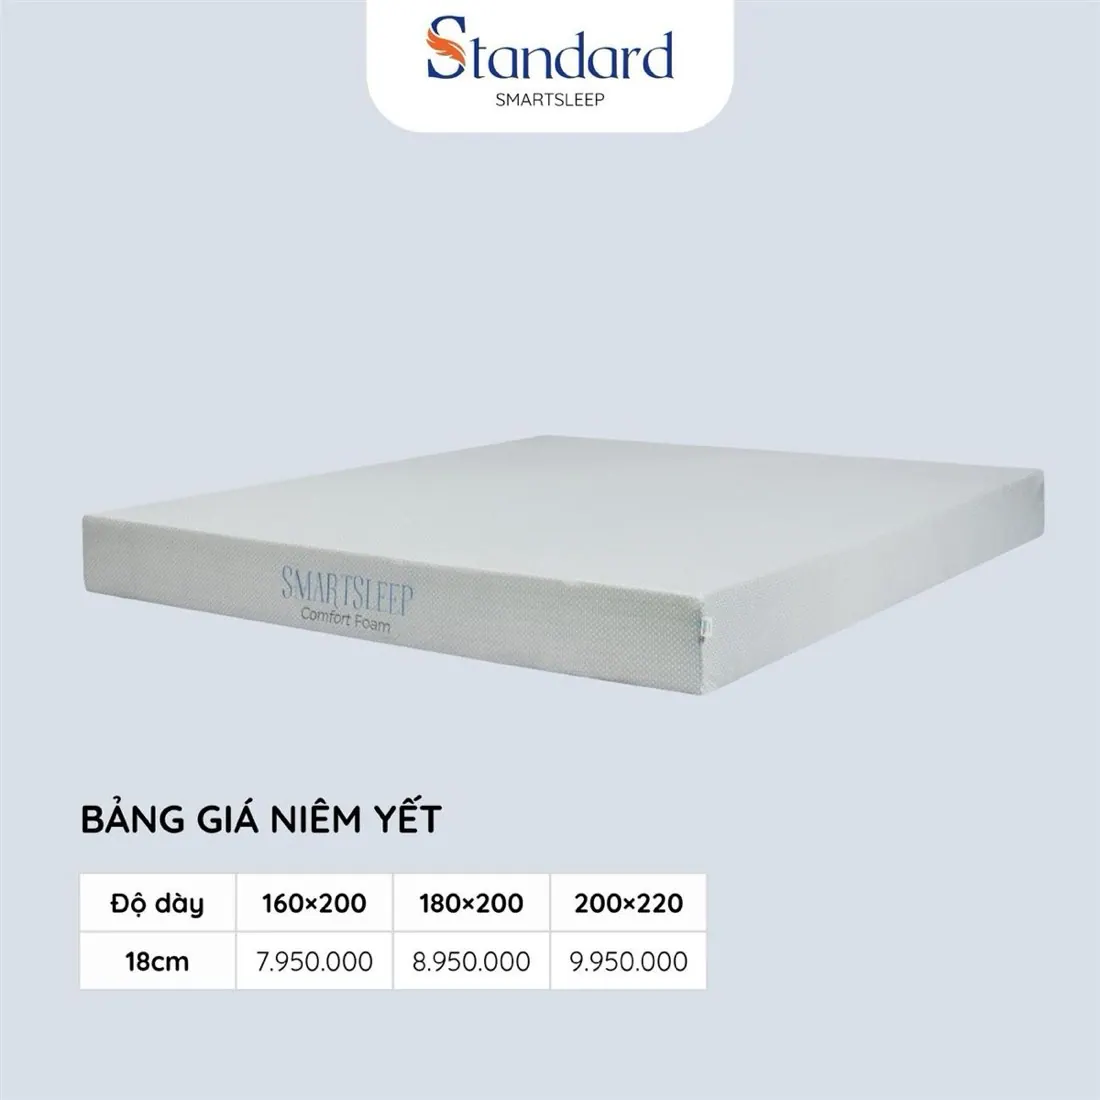 Standard
SMARTSLEEP
SMARTSLEEP
Comfort Foam
BẢNG GIÁ NIÊM YẾT
Độ dày 160×200 180×200 200×220
18cm 7.950.000 8.950.000 9.950.000